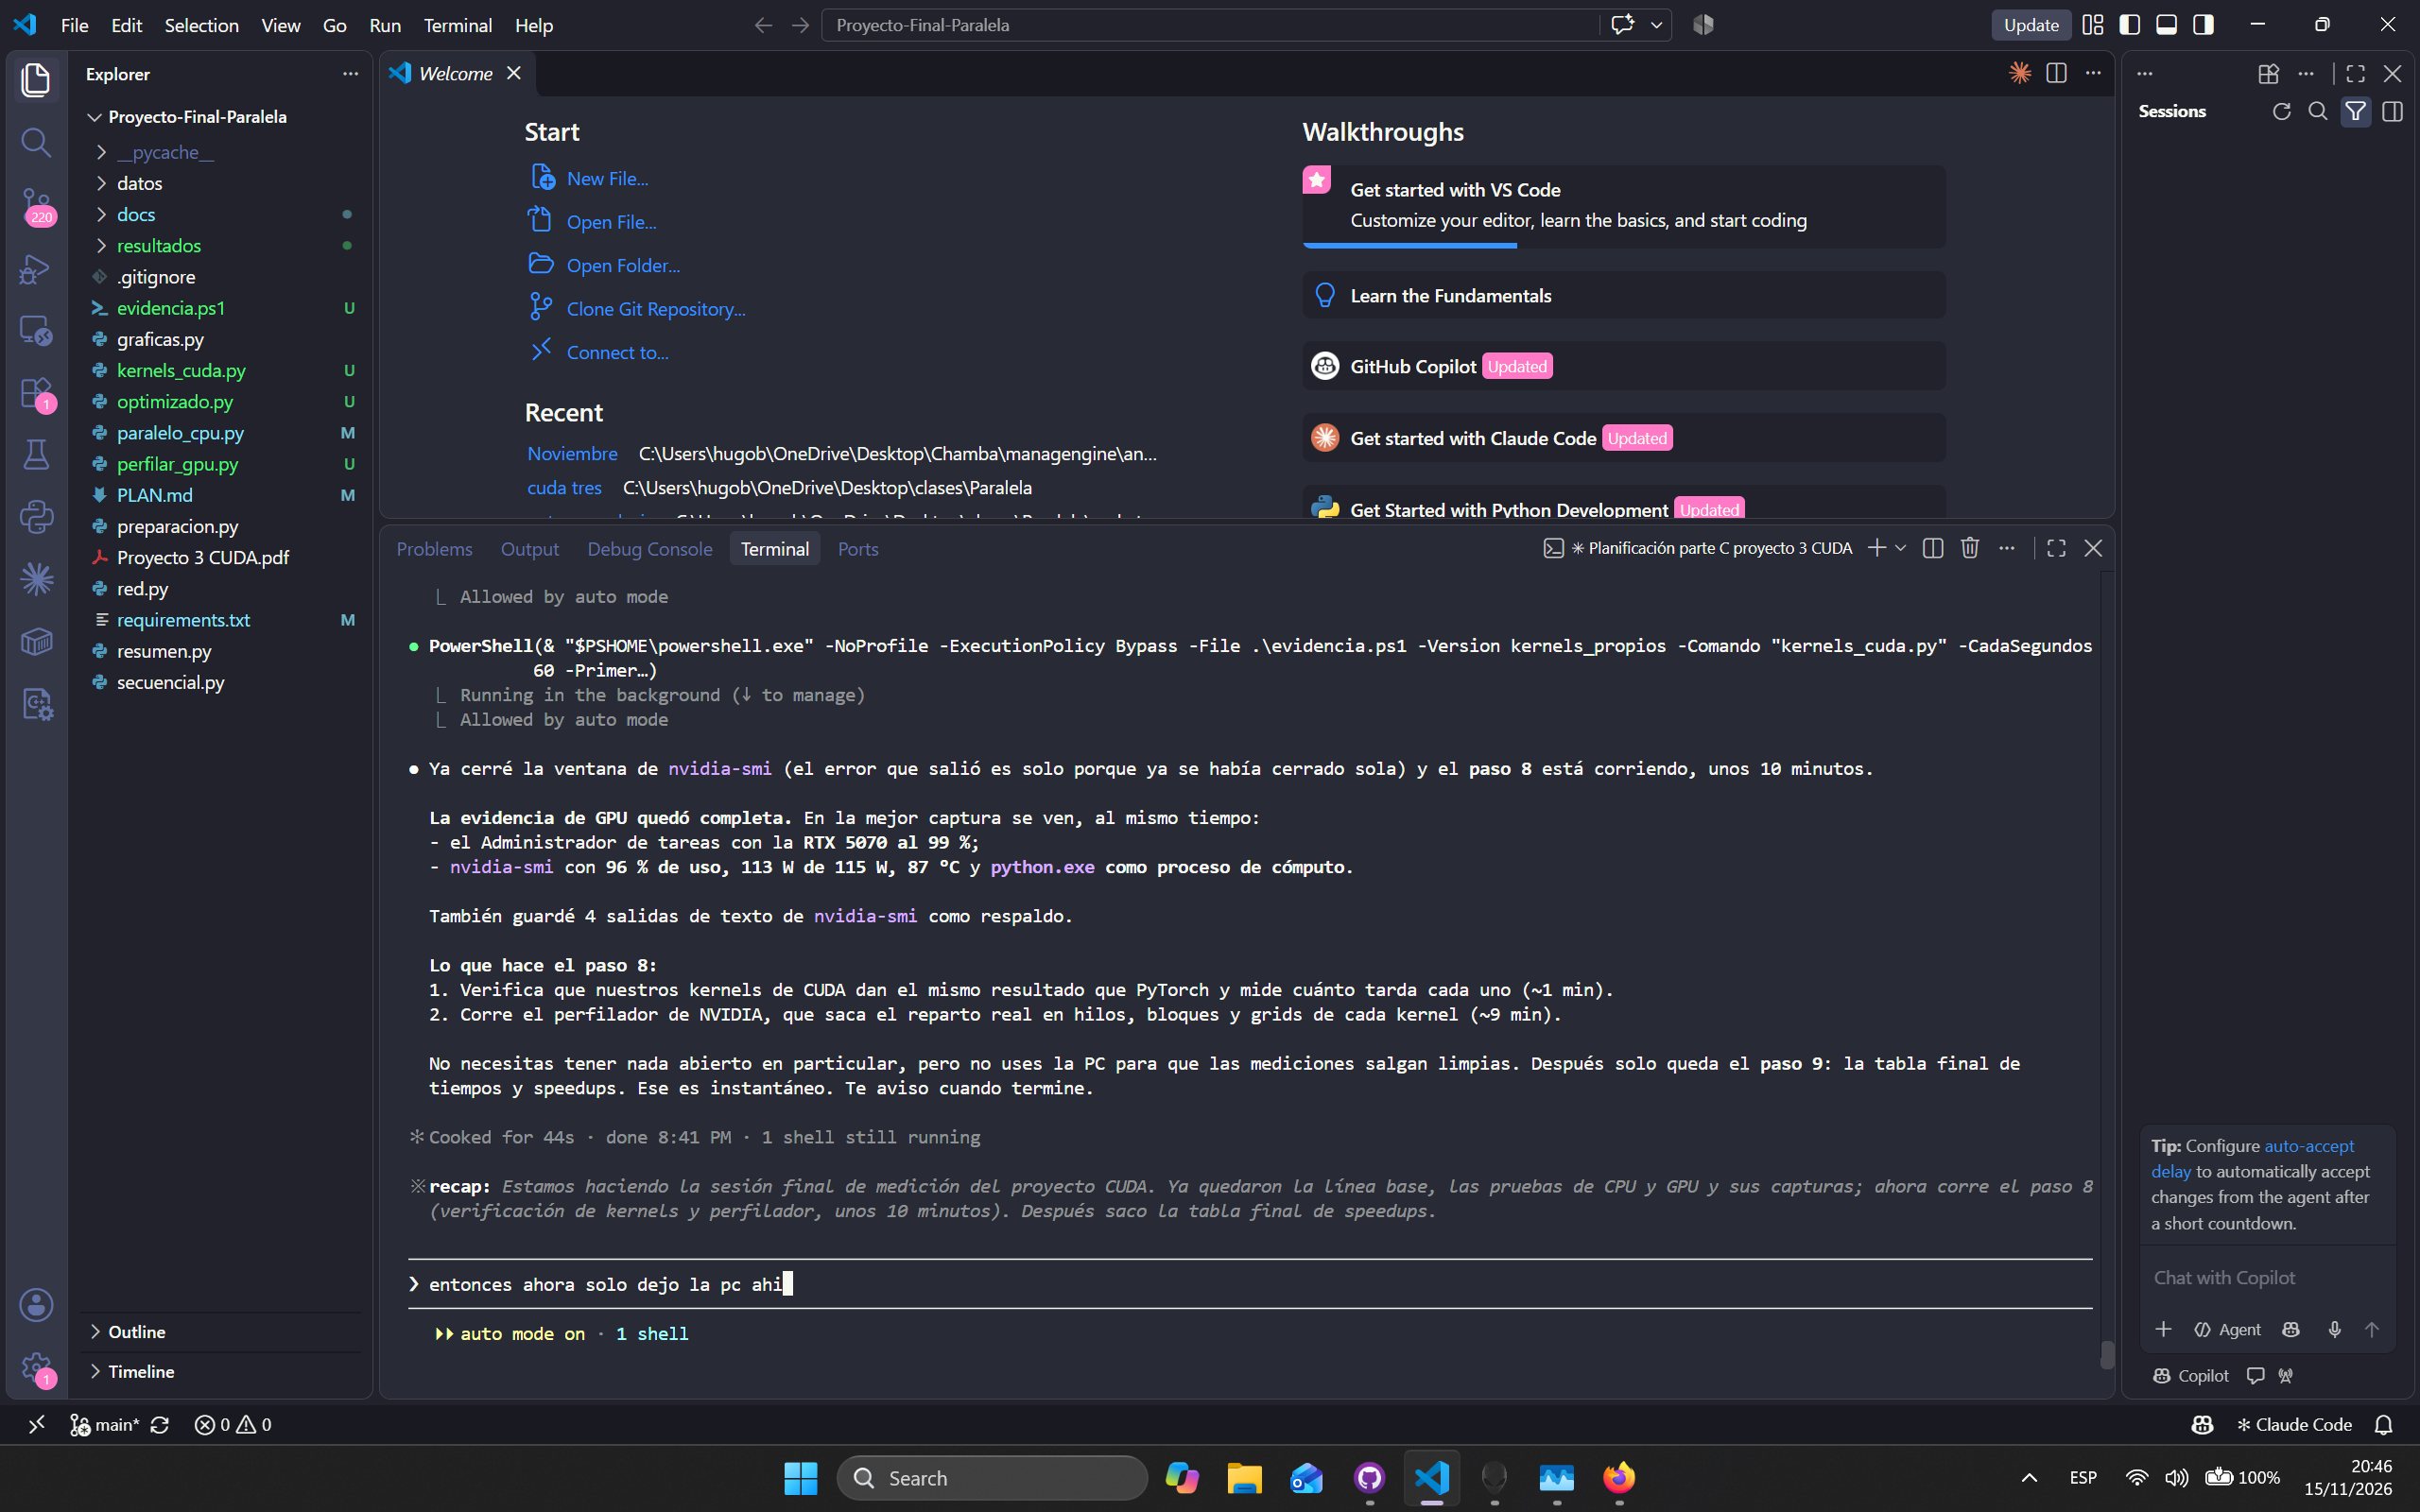 File Edit Selection View Go Run Terminal Help
Proyecto-Final-Paralela
Update
Explorer
Proyecto-Final-Paralela
__pycache__
datos
docs
resultados
.gitignore
evidencia.ps1 U
graficas.py
kernels_cuda.py U
optimizado.py U
paralelo_cpu.py M
perfilar_gpu.py U
PLAN.md M
preparacion.py
Proyecto 3 CUDA.pdf
red.py
requirements.txt M
resumen.py
secuencial.py
Outline
Timeline
220
1
1
Welcome
Start
New File...
Open File...
Open Folder...
Clone Git Repository...
Connect to...
Recent
Noviembre C:\Users\hugob\OneDrive\Desktop\Chamba\managengine\an...
cuda tres C:\Users\hugob\OneDrive\Desktop\clases\Paralela
Walkthroughs
Get started with VS Code
Customize your editor, learn the basics, and start coding
Learn the Fundamentals
GitHub Copilot Updated
Get started with Claude Code Updated
Get Started with Python Development Updated
Problems Output Debug Console Terminal Ports
✳ Planificación parte C proyecto 3 CUDA
⎿ Allowed by auto mode
● PowerShell(& "$PSHOME\powershell.exe" -NoProfile -ExecutionPolicy Bypass -File .\evidencia.ps1 -Version kernels_propios -Comando "kernels_cuda.py" -CadaSegundos
60 -Primer…)
⎿ Running in the background (↓ to manage)
⎿ Allowed by auto mode
● Ya cerré la ventana de nvidia-smi (el error que salió es solo porque ya se había cerrado sola) y el paso 8 está corriendo, unos 10 minutos.
La evidencia de GPU quedó completa. En la mejor captura se ven, al mismo tiempo:
- el Administrador de tareas con la RTX 5070 al 99 %;
- nvidia-smi con 96 % de uso, 113 W de 115 W, 87 °C y python.exe como proceso de cómputo.
También guardé 4 salidas de texto de nvidia-smi como respaldo.
Lo que hace el paso 8:
1. Verifica que nuestros kernels de CUDA dan el mismo resultado que PyTorch y mide cuánto tarda cada uno (~1 min).
2. Corre el perfilador de NVIDIA, que saca el reparto real en hilos, bloques y grids de cada kernel (~9 min).
No necesitas tener nada abierto en particular, pero no uses la PC para que las mediciones salgan limpias. Después solo queda el paso 9: la tabla final de
tiempos y speedups. Ese es instantáneo. Te aviso cuando termine.
✻ Cooked for 44s · done 8:41 PM · 1 shell still running
※ recap: Estamos haciendo la sesión final de medición del proyecto CUDA. Ya quedaron la línea base, las pruebas de CPU y GPU y sus capturas; ahora corre el paso 8
(verificación de kernels y perfilador, unos 10 minutos). Después saco la tabla final de speedups.
❯ entonces ahora solo dejo la pc ahi
⏵⏵ auto mode on · 1 shell
Sessions
Tip: Configure auto-accept
delay to automatically accept
changes from the agent after
a short countdown.
Chat with Copilot
Agent
Copilot
main* 0 0
Claude Code
Search
ESP 100% 20:46
15/11/2026